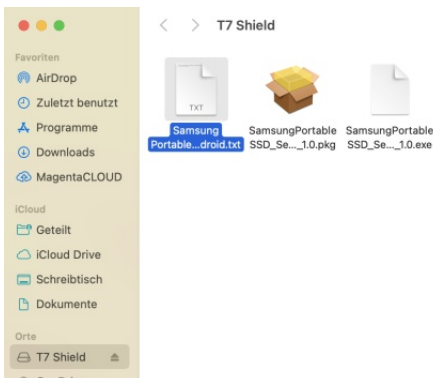 T7 Shield
Favoriten
AirDrop
Zuletzt benutzt
Programme
Downloads
MagentaCLOUD
iCloud
Geteilt
iCloud Drive
Schreibtisch
Dokumente
Orte
T7 Shield
TXT
Samsung
Portable...droid.txt
SamsungPortable
SSD_Se..._1.0.pkg
SamsungPortable
SSD_Se..._1.0.exe